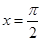 x = π/2